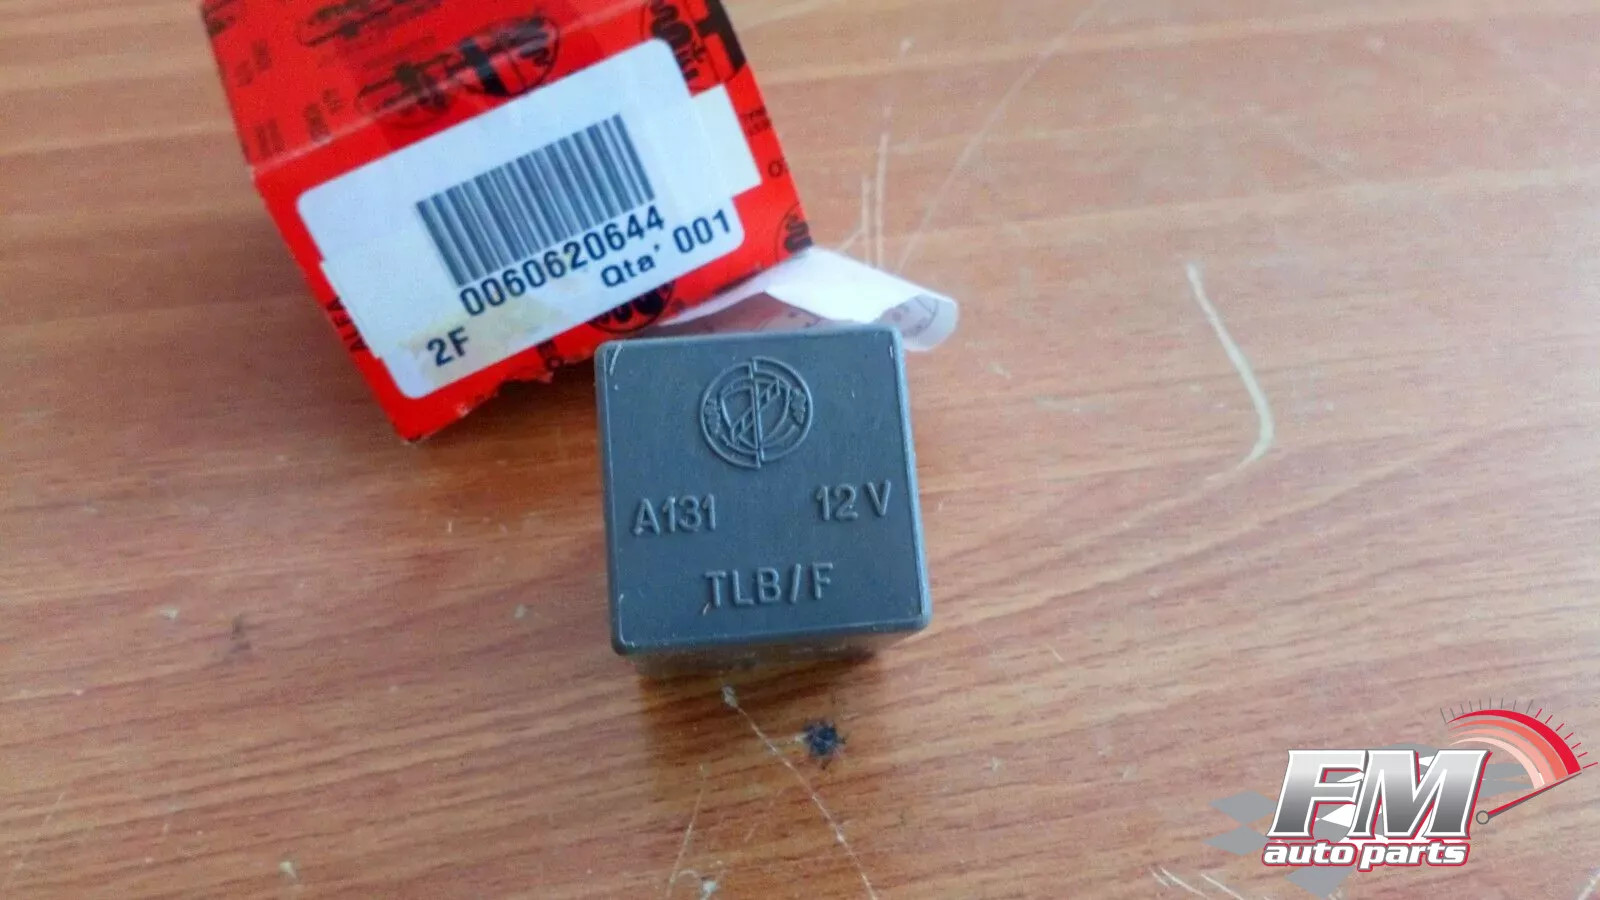 0060620644
Qta' 001
2F
A131 12 V
TLB/F
FM
auto parts